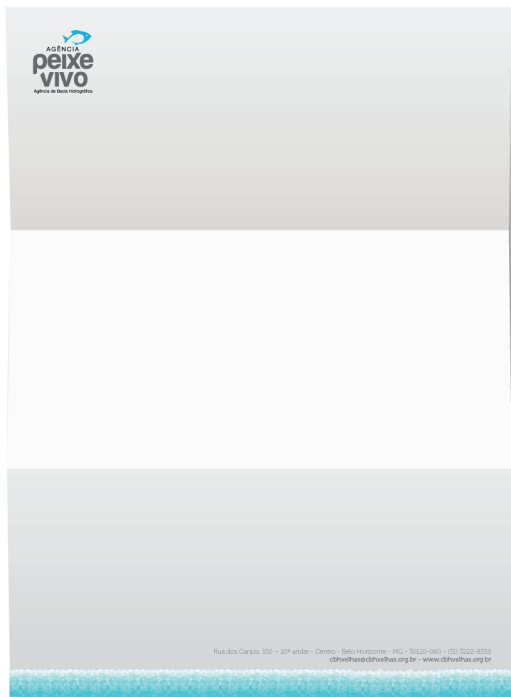 AGÊNCIA
peixe
vivo
Agência de Bacia Hidrográfica
Rua dos Carijós, 150 - 10º andar - Centro - Belo Horizonte - MG - 30120-060 - (31) 3222-8350
cbhvelhas@cbhvelhas.org.br - www.cbhvelhas.org.br